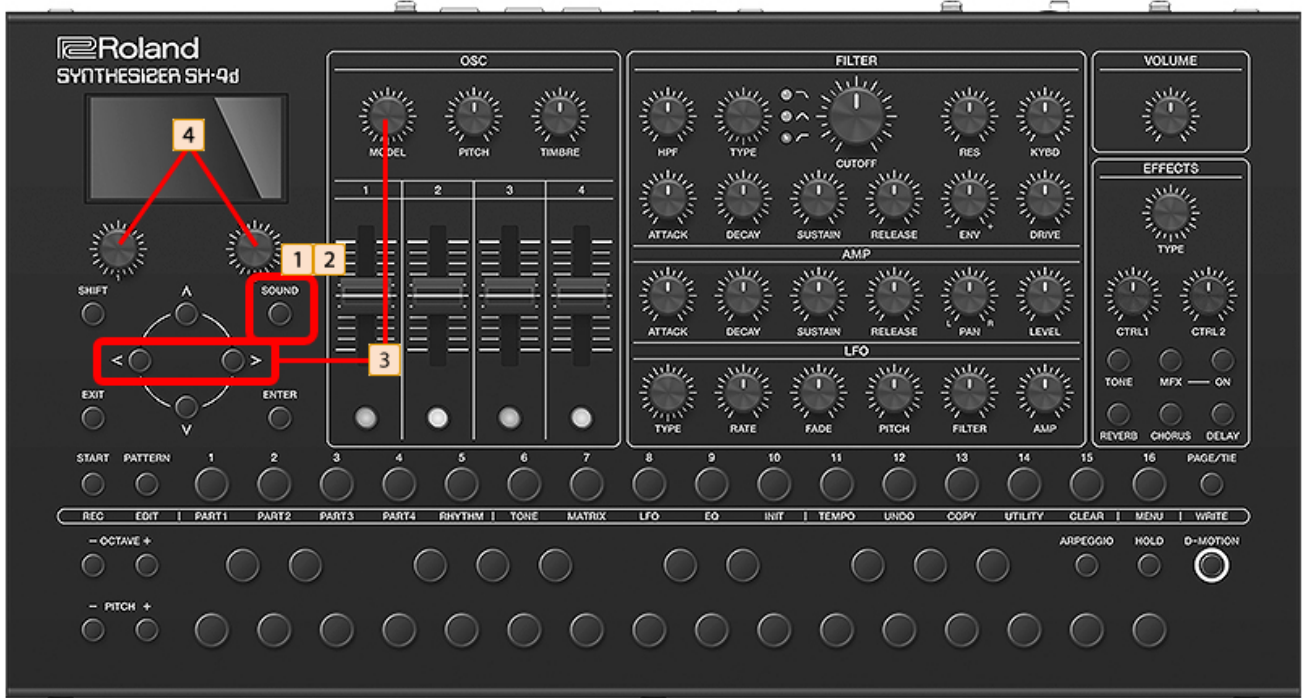 Roland
SYNTHESIZER SH-4d
OSC
FILTER
VOLUME
4
MODEL PITCH TIMBRE
HPF TYPE CUTOFF RES KYBD
EFFECTS
1 2 3 4
TYPE
ATTACK DECAY SUSTAIN RELEASE - ENV + DRIVE
1 2
AMP
SHIFT ∧ SOUND
ATTACK DECAY SUSTAIN RELEASE L PAN R LEVEL
CTRL1 CTRL2
< > 3
LFO
TONE MFX ON
EXIT ∨ ENTER
TYPE RATE FADE PITCH FILTER AMP
REVERB CHORUS DELAY
START PATTERN 1 2 3 4 5 6 7 8 9 10 11 12 13 14 15 16 PAGE/TIE
REC EDIT | PART1 PART2 PART3 PART4 RHYTHM | TONE MATRIX LFO EQ INIT | TEMPO UNDO COPY UTILITY CLEAR | MENU | WRITE
- OCTAVE + ARPEGGIO HOLD D-MOTION
- PITCH +